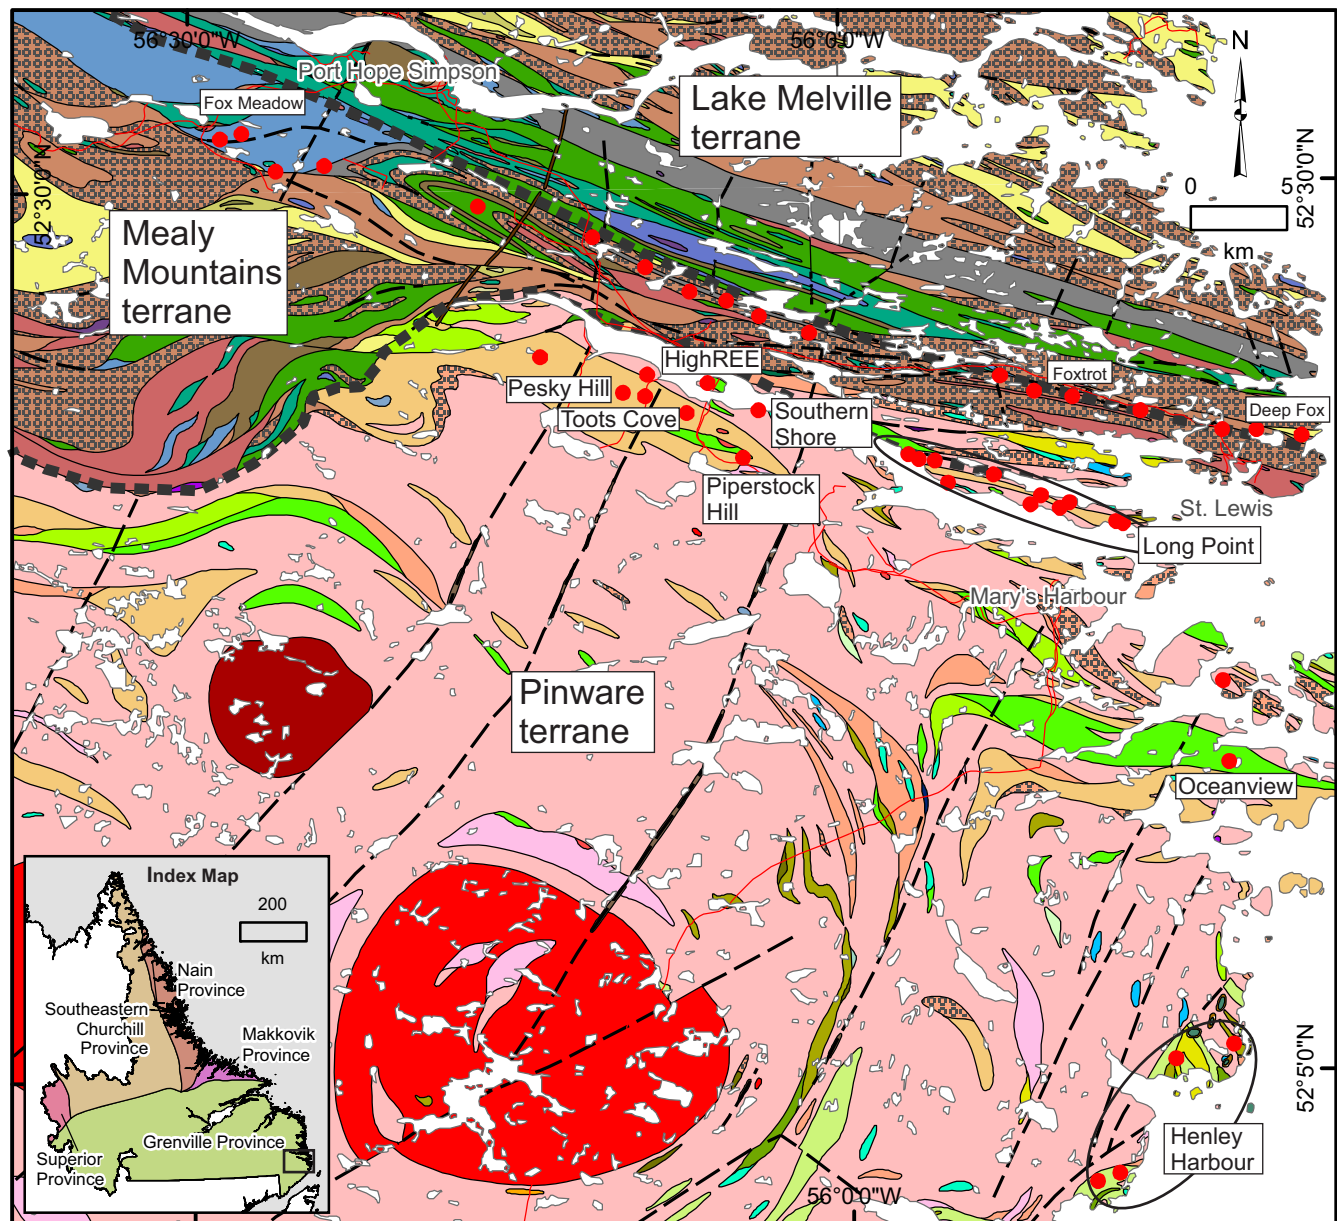 56°30'0"W
56°0'0"W
N
Port Hope Simpson
Lake Melville
terrane
Fox Meadow
52°30'0"N
52°30'0"N
0 5
km
Mealy
Mountains
terrane
HighREE
Pesky Hill
Toots Cove
Southern
Shore
Foxtrot
Deep Fox
Piperstock
Hill
St. Lewis
Long Point
Mary's Harbour
Pinware
terrane
Oceanview
Index Map
200
km
Nain
Province
Southeastern
Churchill
Province
Makkovik
Province
Grenville Province
Superior
Province
52°5'0"N
Henley
Harbour
56°0'0"W